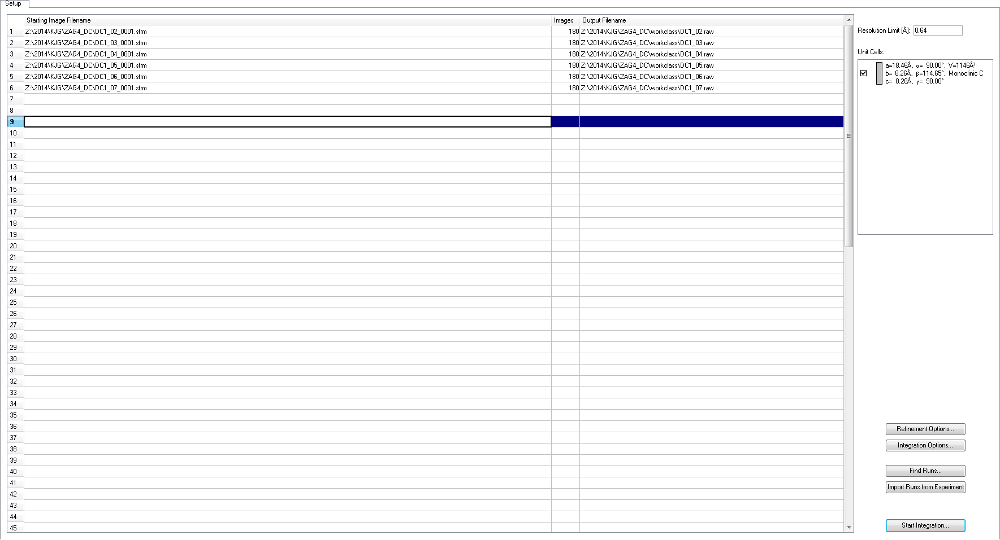 Setup
Starting Image Filename Images Output Filename
1 Z:\2014\KJG\ZAG4_DC\DC1_02_0001.sfrm 180 Z:\2014\KJG\ZAG4_DC\workclass\DC1_02.raw
2 Z:\2014\KJG\ZAG4_DC\DC1_03_0001.sfrm 180 Z:\2014\KJG\ZAG4_DC\workclass\DC1_03.raw
3 Z:\2014\KJG\ZAG4_DC\DC1_04_0001.sfrm 180 Z:\2014\KJG\ZAG4_DC\workclass\DC1_04.raw
4 Z:\2014\KJG\ZAG4_DC\DC1_05_0001.sfrm 180 Z:\2014\KJG\ZAG4_DC\workclass\DC1_05.raw
5 Z:\2014\KJG\ZAG4_DC\DC1_06_0001.sfrm 180 Z:\2014\KJG\ZAG4_DC\workclass\DC1_06.raw
6 Z:\2014\KJG\ZAG4_DC\DC1_07_0001.sfrm 180 Z:\2014\KJG\ZAG4_DC\workclass\DC1_07.raw
7
8
9
10
11
12
13
14
15
16
17
18
19
20
21
22
23
24
25
26
27
28
29
30
31
32
33
34
35
36
37
38
39
40
41
42
43
44
45
Resolution Limit [Å]: 0.64
Unit Cells:
a=18.46Å, α= 90.00°, V=1146Å³
b= 8.26Å, β=114.65°, Monoclinic C
c= 8.28Å, γ= 90.00°
Refinement Options...
Integration Options...
Find Runs...
Import Runs from Experiment
Start Integration...